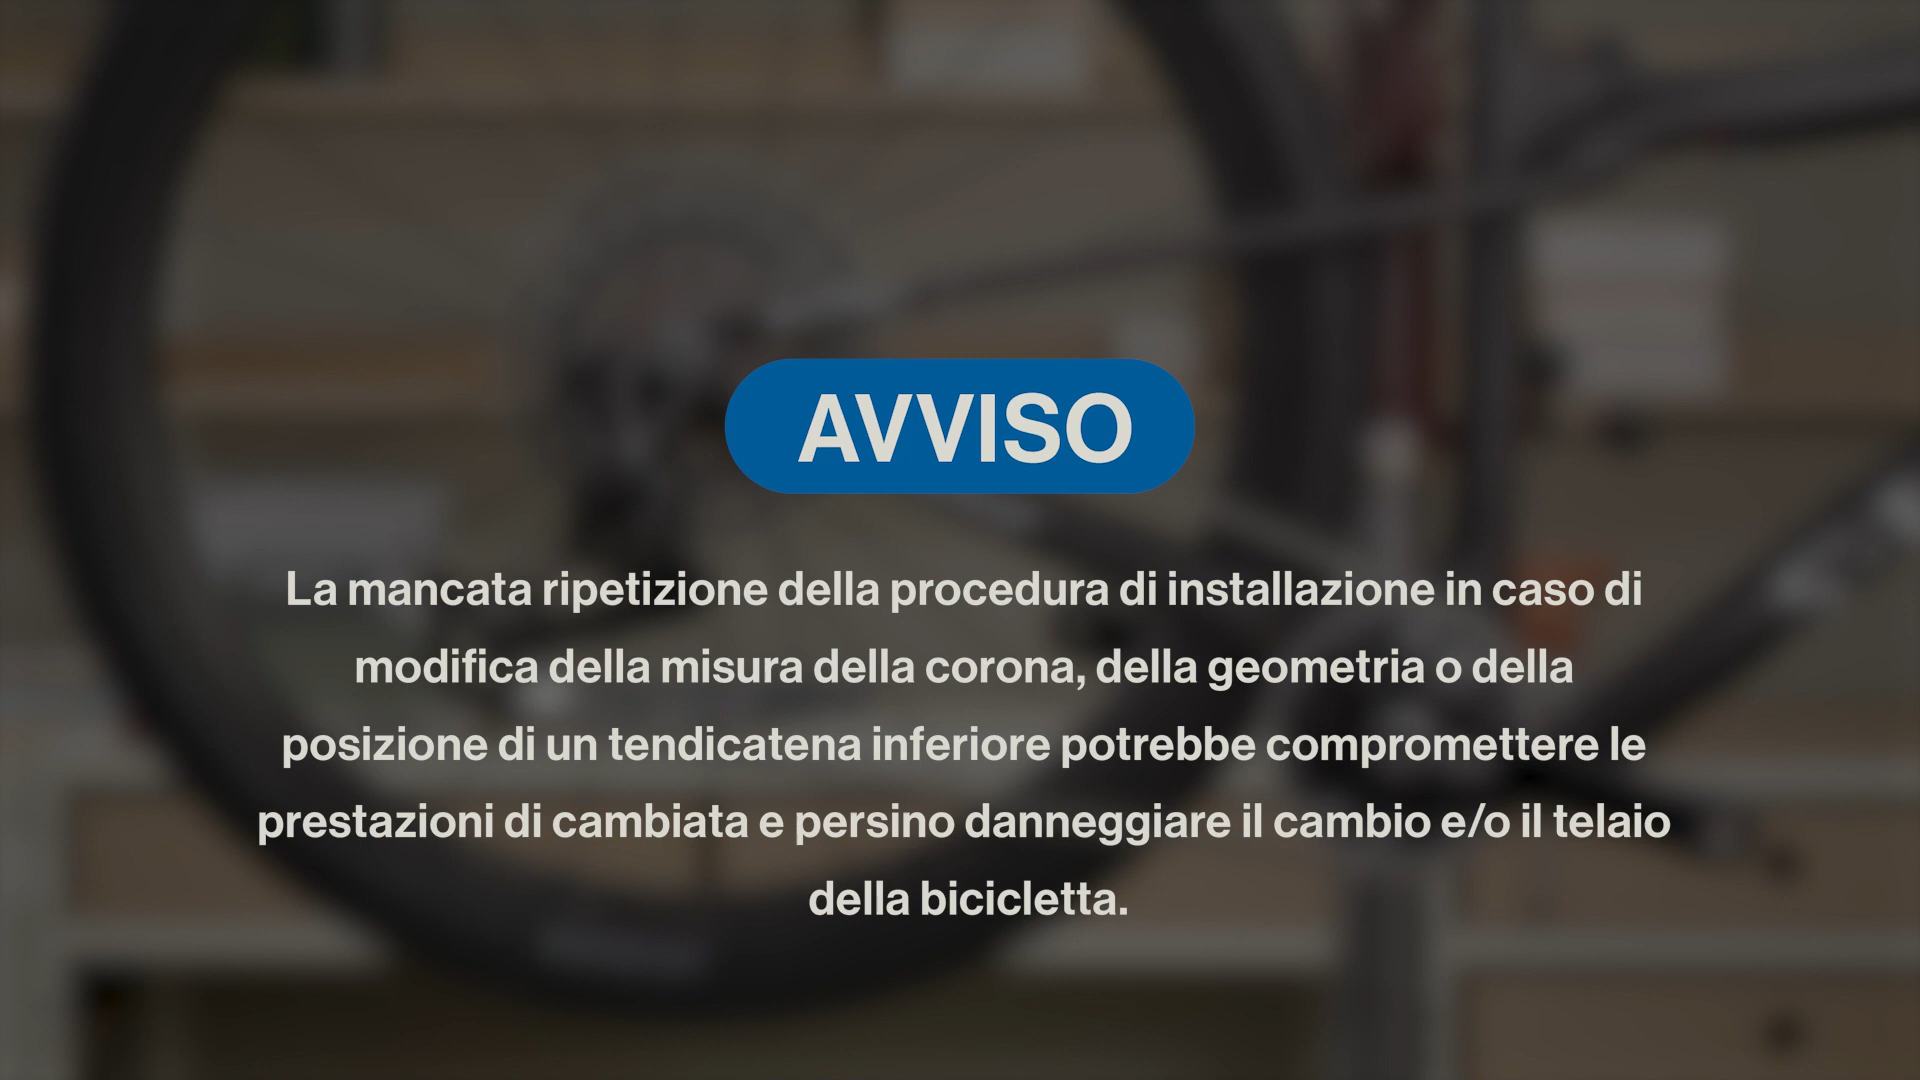 AVVISO
La mancata ripetizione della procedura di installazione in caso di
modifica della misura della corona, della geometria o della
posizione di un tendicatena inferiore potrebbe compromettere le
prestazioni di cambiata e persino danneggiare il cambio e/o il telaio
della bicicletta.